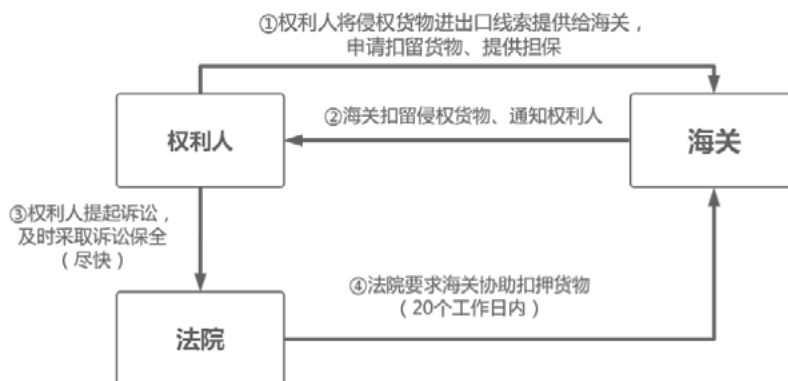 ①权利人将侵权货物进出口线索提供给海关，
申请扣留货物、提供担保
权利人
②海关扣留侵权货物、通知权利人
海关
③权利人提起诉讼，
及时采取诉讼保全
（尽快）
④法院要求海关协助扣押货物
（20个工作日内）
法院